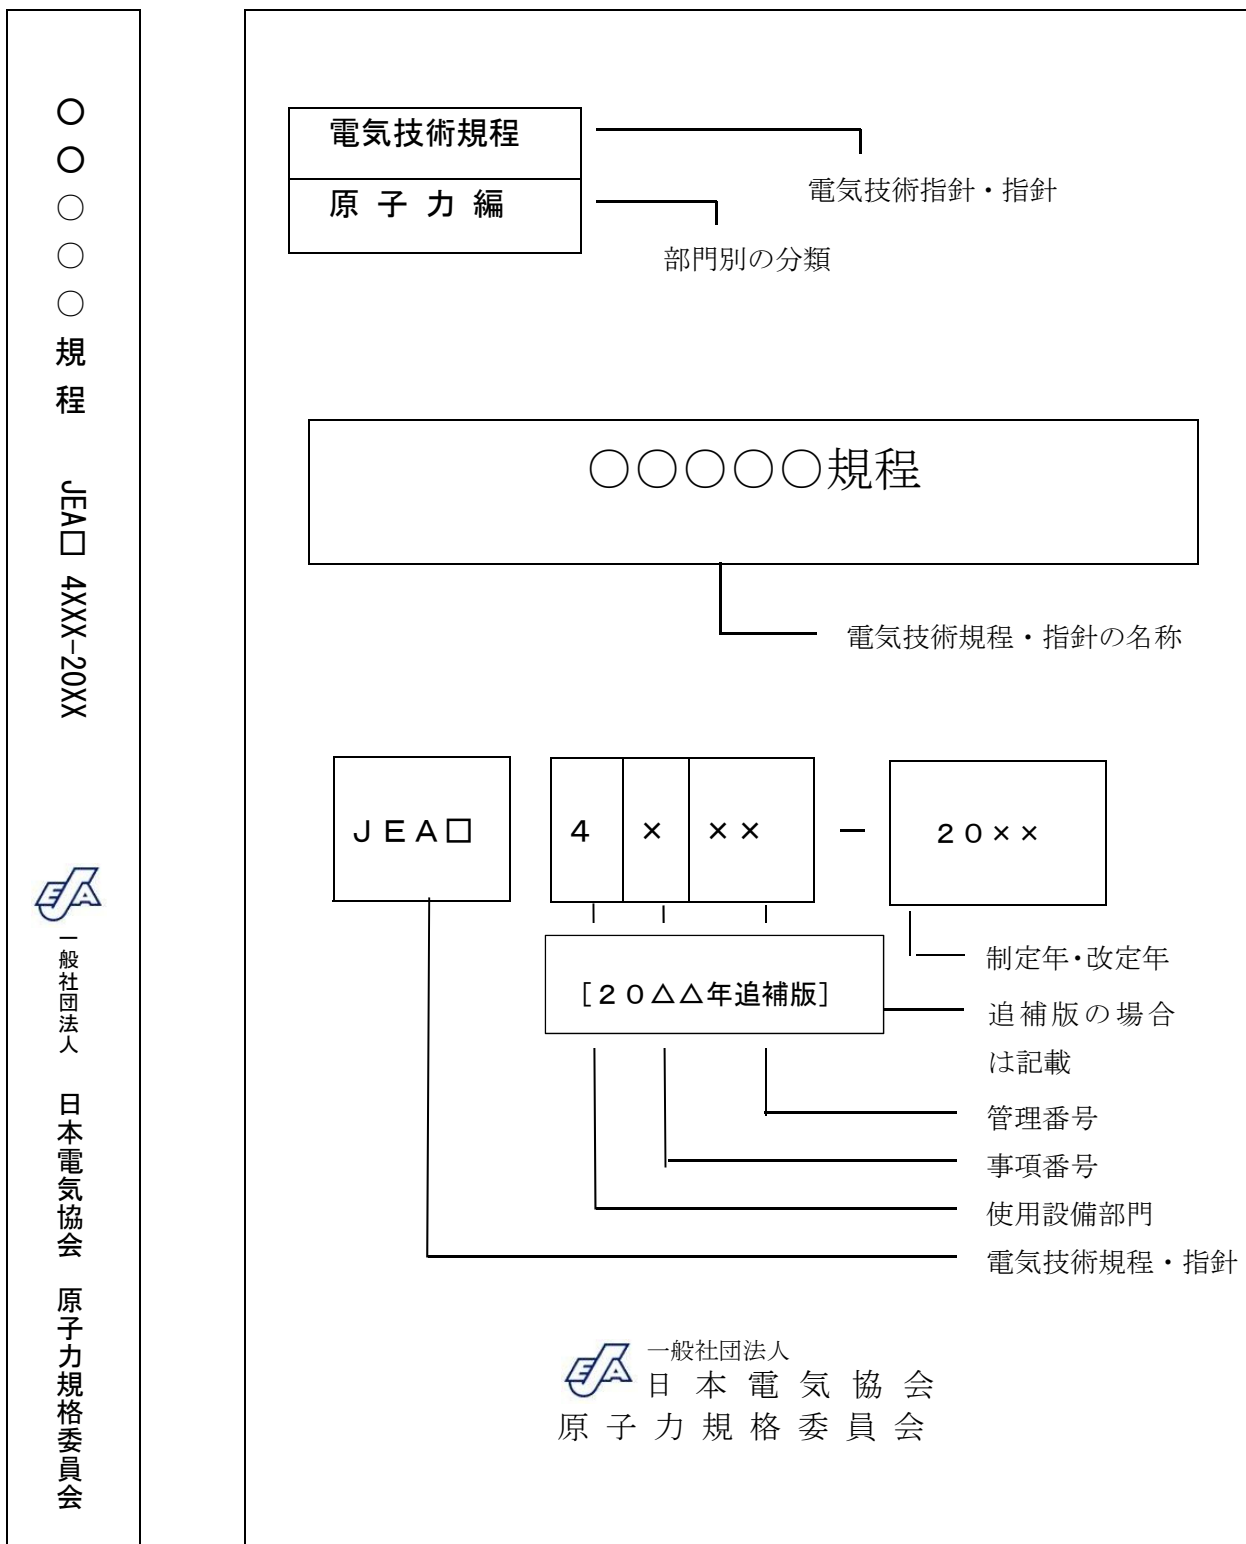 ○○○○○規程 JEA□ 4XXX-20XX
JEA
一般社団法人 日本電気協会 原子力規格委員会
電気技術規程
電気技術指針・指針
原子力編
部門別の分類
○○○○○規程
電気技術規程・指針の名称
JEA□ 4 × ×× － 20××
制定年・改定年
[20△△年追補版]
追補版の場合
は記載
管理番号
事項番号
使用設備部門
電気技術規程・指針
JEA
一般社団法人
日本電気協会
原子力規格委員会